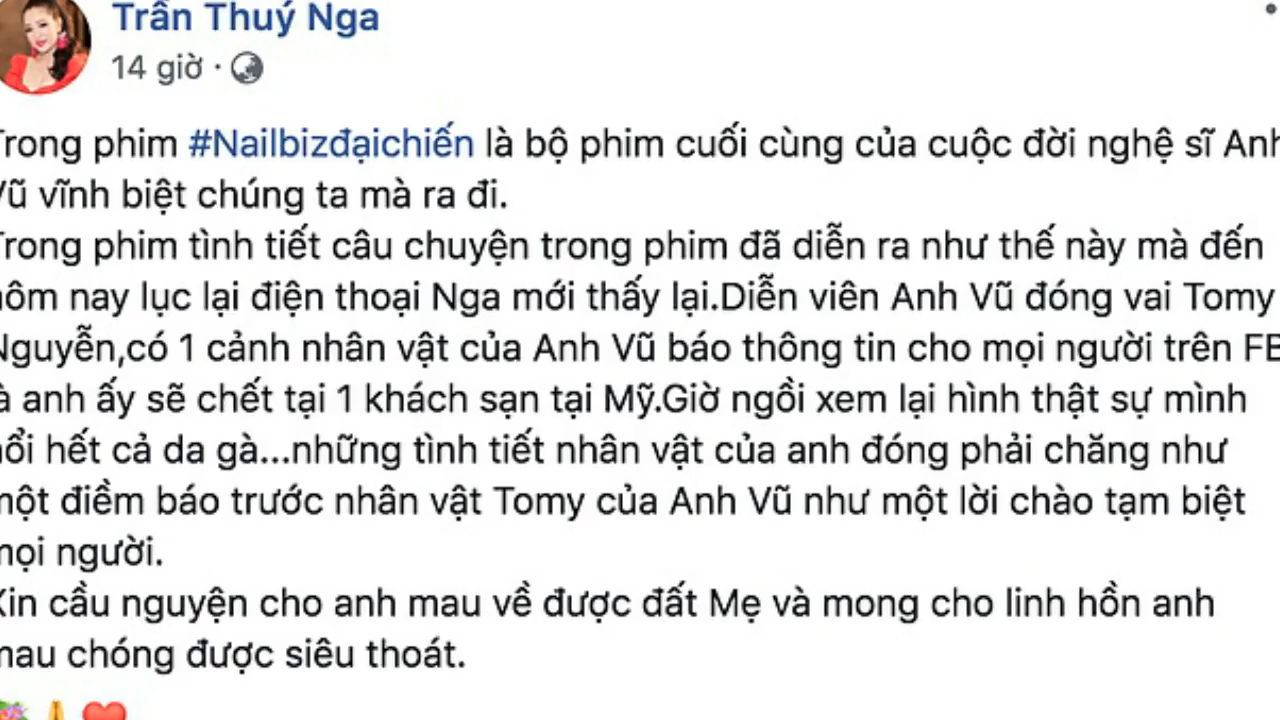 Trần Thuý Nga
14 giờ ·
Trong phim #Nailbizđạichiến là bộ phim cuối cùng của cuộc đời nghệ sĩ Anh
Vũ vĩnh biệt chúng ta mà ra đi.
Trong phim tình tiết câu chuyện trong phim đã diễn ra như thế này mà đến
hôm nay lục lại điện thoại Nga mới thấy lại.Diễn viên Anh Vũ đóng vai Tomy
Nguyễn,có 1 cảnh nhân vật của Anh Vũ báo thông tin cho mọi người trên FB
là anh ấy sẽ chết tại 1 khách sạn tại Mỹ.Giờ ngồi xem lại hình thật sự mình
nổi hết cả da gà...những tình tiết nhân vật của anh đóng phải chăng như
một điềm báo trước nhân vật Tomy của Anh Vũ như một lời chào tạm biệt
mọi người.
Xin cầu nguyện cho anh mau về được đất Mẹ và mong cho linh hồn anh
mau chóng được siêu thoát.